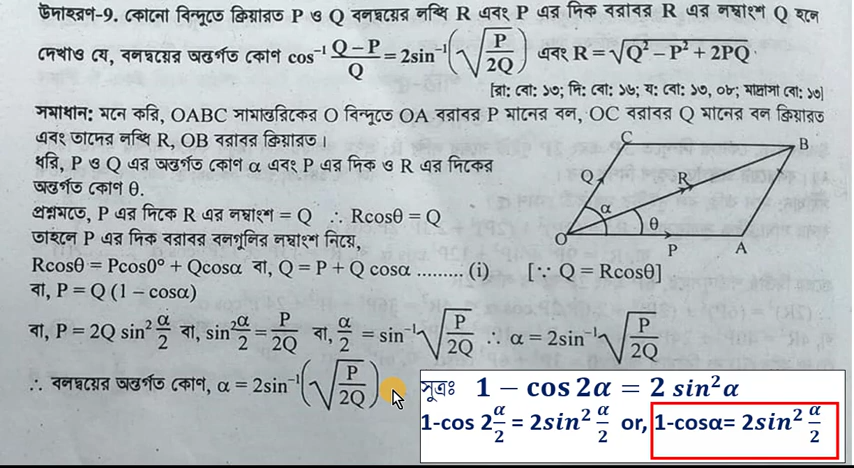 উদাহরণ-9. কোনো বিন্দুতে ক্রিয়ারত P ও Q বলদ্বয়ের লব্ধি R এবং P এর দিক বরাবর R এর লম্বাংশ Q হলে
দেখাও যে, বলদ্বয়ের অন্তর্গত কোণ cos⁻¹ (Q – P)/Q = 2sin⁻¹(√(P/2Q)) এবং R = √(Q² – P² + 2PQ).
[রা: বো: ১৩; দি: বো: ১৬; য: বো: ১৩, ০৮; মাদ্রাসা বো: ১৩]
সমাধান: মনে করি, OABC সামান্তরিকের O বিন্দুতে OA বরাবর P মানের বল, OC বরাবর Q মানের বল ক্রিয়ারত
এবং তাদের লব্ধি R, OB বরাবর ক্রিয়ারত।
ধরি, P ও Q এর অন্তর্গত কোণ α এবং P এর দিক ও R এর দিকের
অন্তর্গত কোণ θ.
প্রশ্নমতে, P এর দিকে R এর লম্বাংশ = Q ∴ Rcosθ = Q
তাহলে P এর দিক বরাবর বলগুলির লম্বাংশ নিয়ে,
Rcosθ = Pcos0° + Qcosα বা, Q = P + Q cosα ......... (i) [∵ Q = Rcosθ]
বা, P = Q (1 – cosα)
বা, P = 2Q sin² α/2 বা, sin² α/2 = P/2Q বা, α/2 = sin⁻¹√(P/2Q) ∴ α = 2sin⁻¹√(P/2Q)
∴ বলদ্বয়ের অন্তর্গত কোণ, α = 2sin⁻¹(√(P/2Q))
C
B
Q
R
α
θ
O
P
A
সূত্রঃ 1 − cos 2α = 2 sin²α
1-cos 2 α/2 = 2sin² α/2 or, 1-cosα= 2sin² α/2